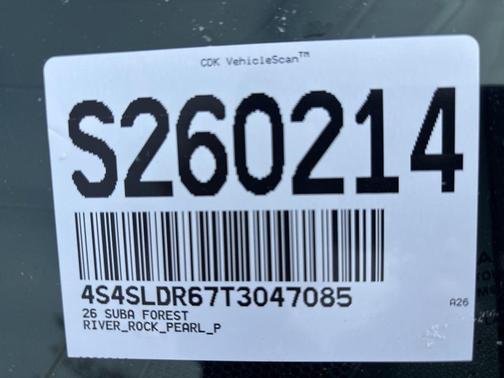 CDK VehicleScan™
S260214
4S4SLDR67T3047085
26 SUBA FOREST
RIVER_ROCK_PEARL_P
A26